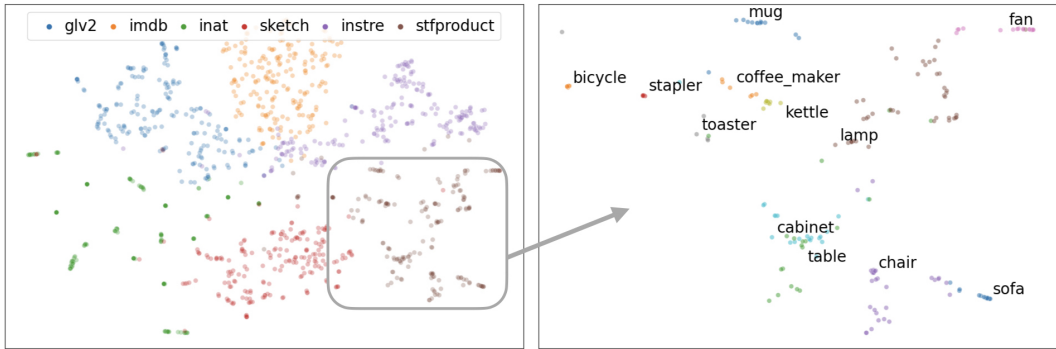 glv2 imdb inat sketch instre stfproduct
mug
fan
bicycle
stapler
coffee_maker
kettle
toaster
lamp
cabinet
table
chair
sofa